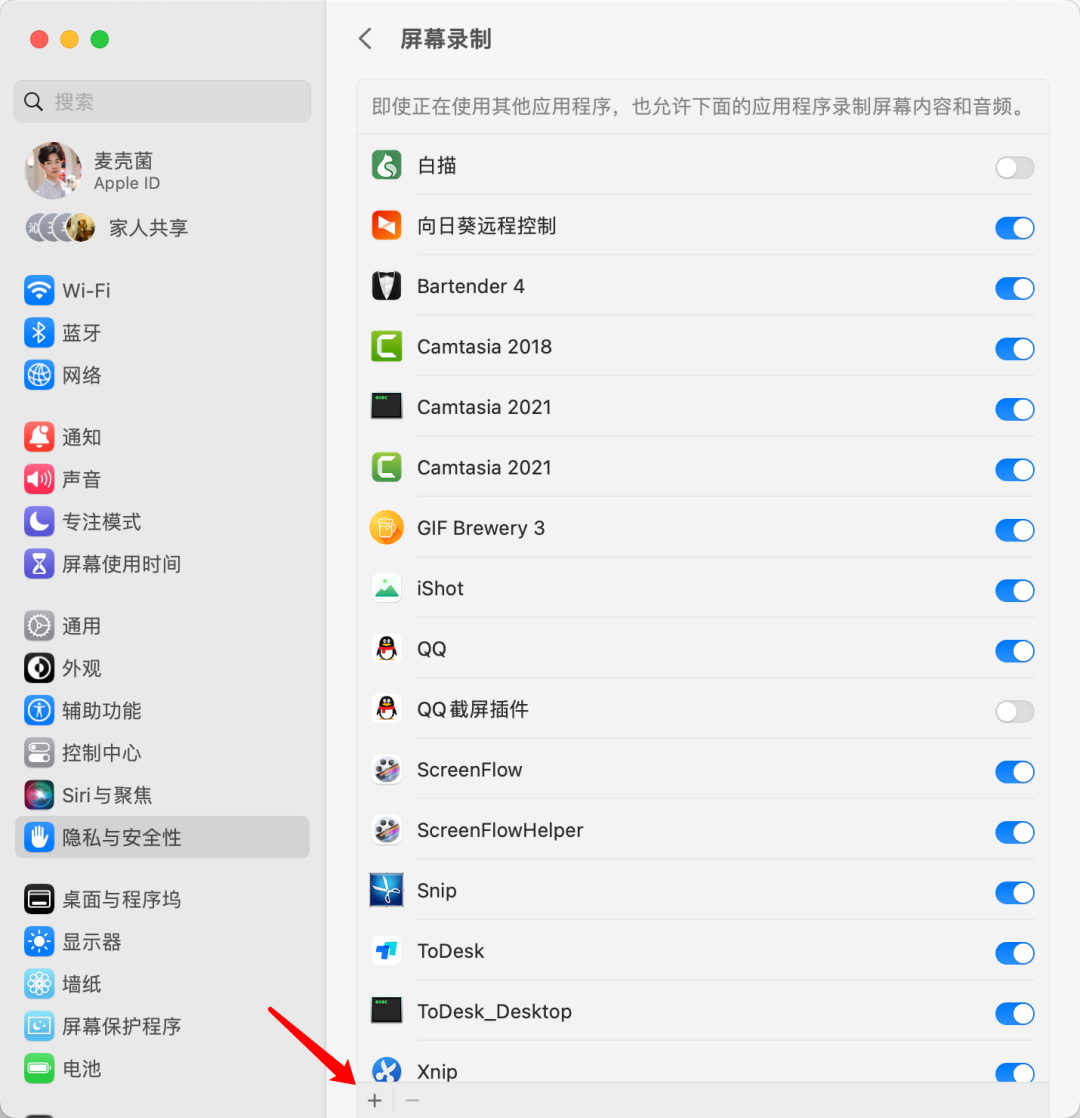 搜索
麦壳菌
Apple ID
家人共享
Wi-Fi
蓝牙
网络
通知
声音
专注模式
屏幕使用时间
通用
外观
辅助功能
控制中心
Siri与聚焦
隐私与安全性
桌面与程序坞
显示器
墙纸
屏幕保护程序
电池
屏幕录制
即使正在使用其他应用程序，也允许下面的应用程序录制屏幕内容和音频。
白描
向日葵远程控制
Bartender 4
Camtasia 2018
Camtasia 2021
Camtasia 2021
GIF Brewery 3
iShot
QQ
QQ截屏插件
ScreenFlow
ScreenFlowHelper
Snip
ToDesk
ToDesk_Desktop
Xnip